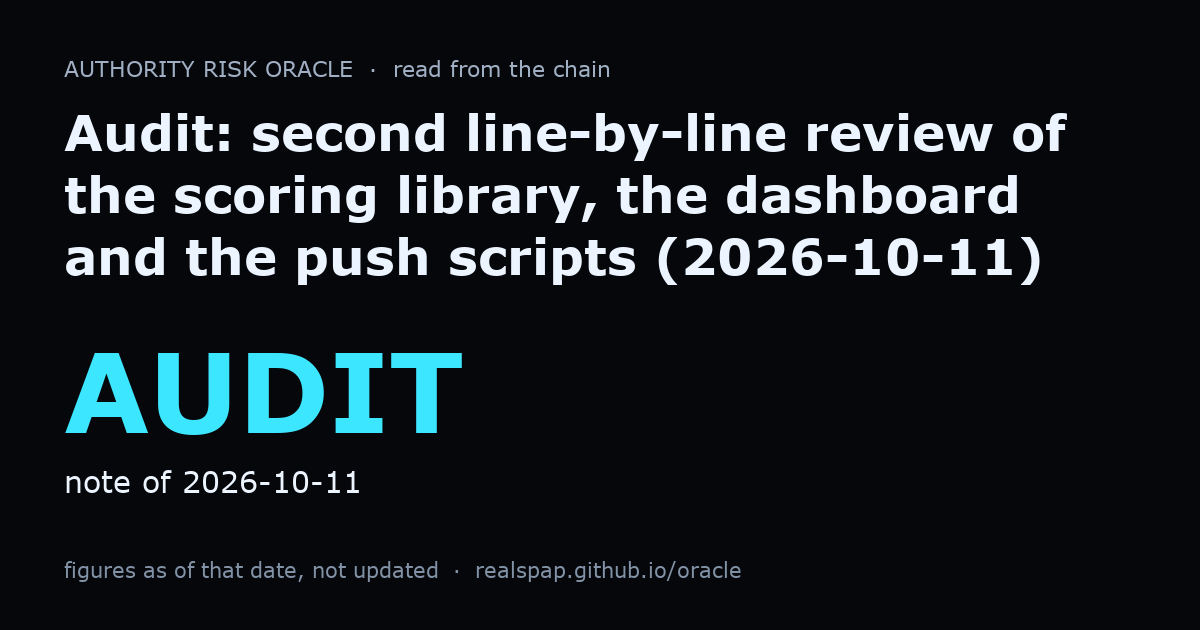 AUTHORITY RISK ORACLE · read from the chain
Audit: second line-by-line review of
the scoring library, the dashboard
and the push scripts (2026-10-11)
AUDIT
note of 2026-10-11
figures as of that date, not updated · realspap.github.io/oracle